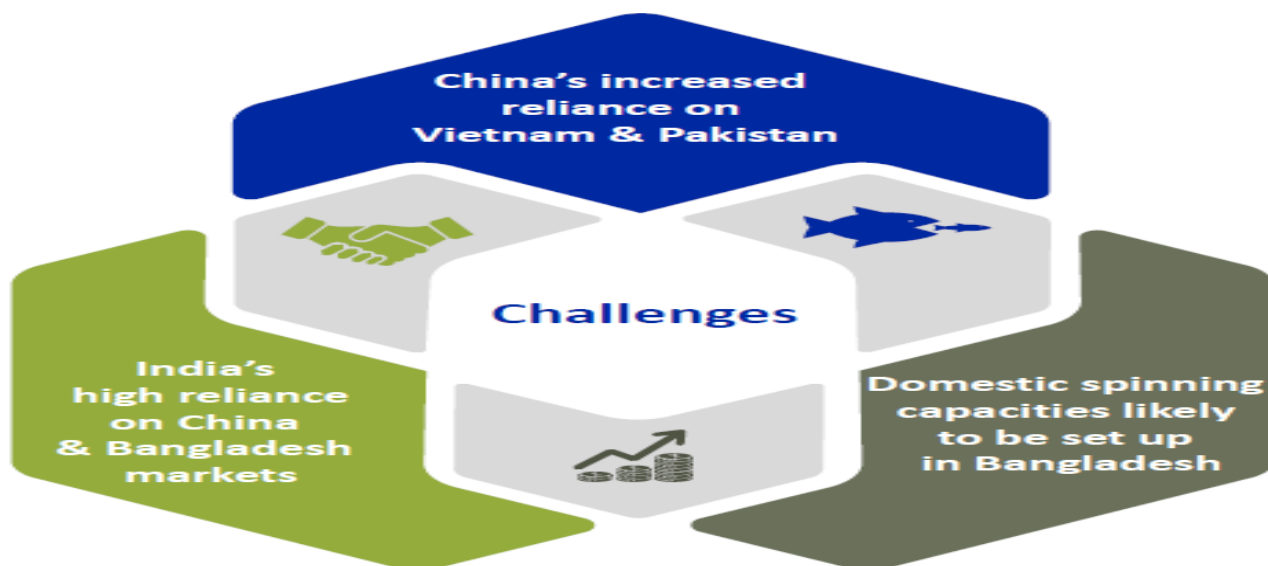 China’s increased
reliance on
Vietnam & Pakistan
Challenges
India’s
high reliance
on China
& Bangladesh
markets
Domestic spinning
capacities likely
to be set up
in Bangladesh